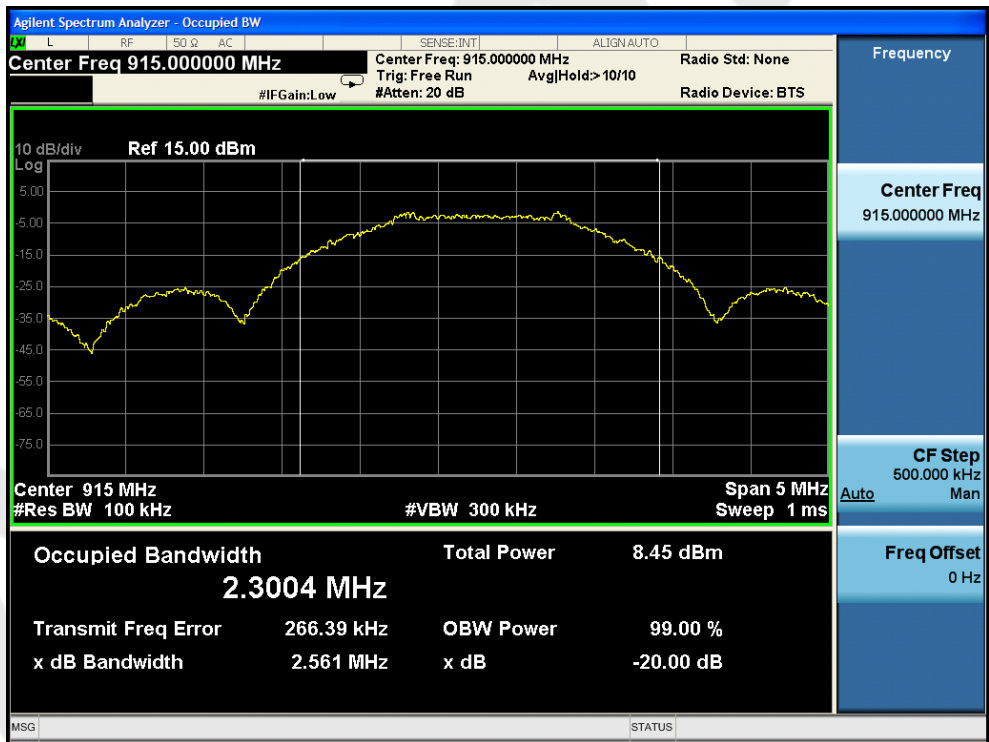 Agilent Spectrum Analyzer - Occupied BW
LXI L RF 50 Ω AC SENSE:INT ALIGN AUTO
Center Freq 915.000000 MHz
Center Freq: 915.000000 MHz Radio Std: None
Trig: Free Run Avg|Hold:> 10/10
#IFGain:Low #Atten: 20 dB Radio Device: BTS
10 dB/div Ref 15.00 dBm
Log
5.00
-5.00
-15.0
-25.0
-35.0
-45.0
-55.0
-65.0
-75.0
Center 915 MHz Span 5 MHz
#Res BW 100 kHz #VBW 300 kHz Sweep 1 ms
Occupied Bandwidth Total Power 8.45 dBm
2.3004 MHz
Transmit Freq Error 266.39 kHz OBW Power 99.00 %
x dB Bandwidth 2.561 MHz x dB -20.00 dB
MSG STATUS
Frequency
Center Freq
915.000000 MHz
CF Step
500.000 kHz
Auto Man
Freq Offset
0 Hz